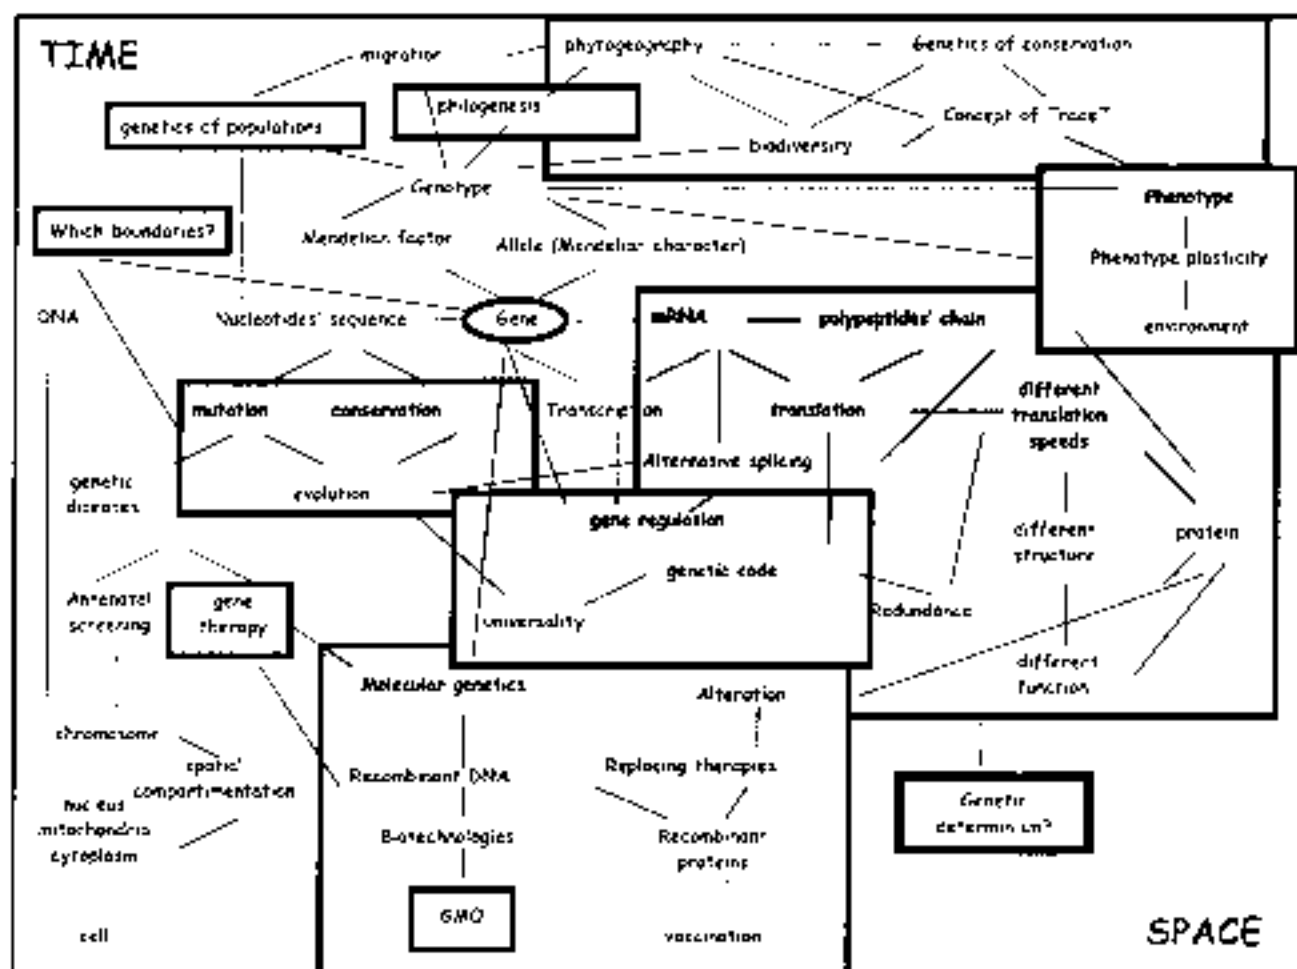 TIME
migration
phytogeography
Genetics of conservation
philogenesis
genetics of populations
Concept of "race"
biodiversity
Genotype
Phenotype
Which boundaries?
Mendelian factor
Allele (Mendelian character)
Phenotype plasticity
DNA
Nucleotides' sequence
Gene
mRNA
polypeptides' chain
environment
mutation
conservation
Transcription
translation
different
translation
speeds
Alternative splicing
genetic
diseases
evolution
gene regulation
different
structure
protein
genetic code
Antenatal
screening
gene
therapy
universality
Redundance
different
function
Molecular genetics
Alteration
chromosome
spatial
compartimentation
Recombinant DNA
Replacing therapies
nucleus
mitochondria
cytoplasm
Biotechnologies
Recombinant
proteins
Genetic
GMO
cell
vaccination
SPACE